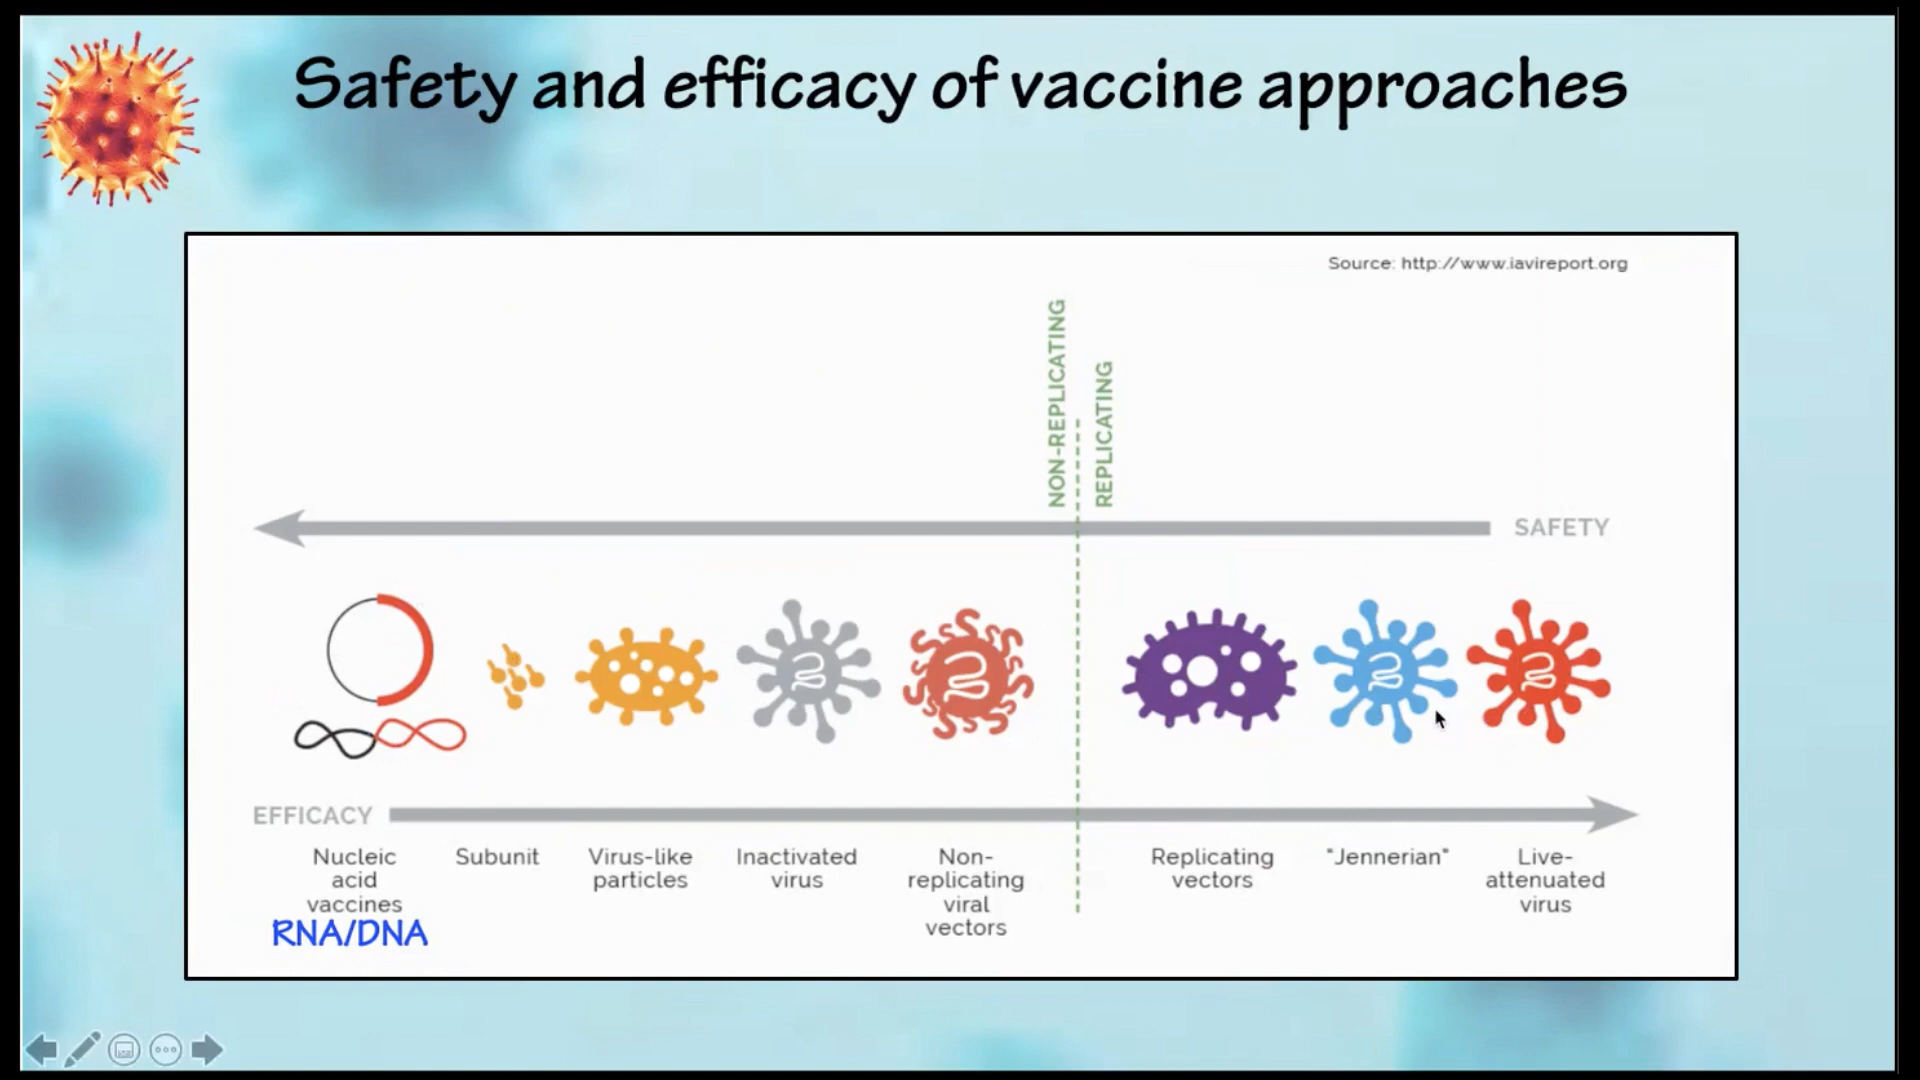 Safety and efficacy of vaccine approaches
Source: http://www.iavireport.org
NON-REPLICATING
REPLICATING
SAFETY
EFFICACY
Nucleic
acid
vaccines
RNA/DNA
Subunit
Virus-like
particles
Inactivated
virus
Non-
replicating
viral
vectors
Replicating
vectors
"Jennerian"
Live-
attenuated
virus